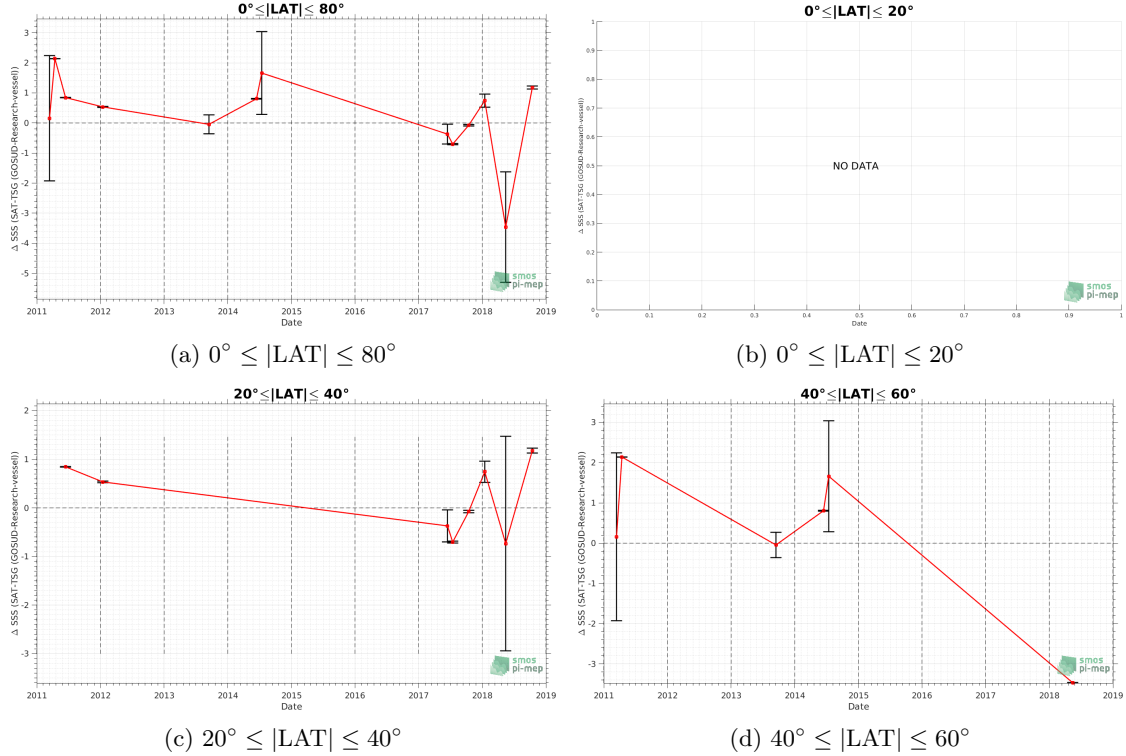 0°≤|LAT|≤ 80°
3
2
1
0
-1
-2
-3
-4
-5
Δ SSS (SAT-TSG (GOSUD-Research-vessel))
2011 2012 2013 2014 2015 2016 2017 2018 2019
Date
smos
pi-mep
(a) 0° ≤ |LAT| ≤ 80°
0°≤|LAT|≤ 20°
1
0.9
0.8
0.7
0.6
0.5
0.4
0.3
0.2
0.1
0
Δ SSS (SAT-TSG (GOSUD-Research-vessel))
NO DATA
0 0.1 0.2 0.3 0.4 0.5 0.6 0.7 0.8 0.9 1
Date
smos
pi-mep
(b) 0° ≤ |LAT| ≤ 20°
20°≤|LAT|≤ 40°
2
1
0
-1
-2
-3
Δ SSS (SAT-TSG (GOSUD-Research-vessel))
2011 2012 2013 2014 2015 2016 2017 2018 2019
Date
smos
pi-mep
(c) 20° ≤ |LAT| ≤ 40°
40°≤|LAT|≤ 60°
3
2
1
0
-1
-2
-3
Δ SSS (SAT-TSG (GOSUD-Research-vessel))
2011 2012 2013 2014 2015 2016 2017 2018 2019
Date
smos
pi-mep
(d) 40° ≤ |LAT| ≤ 60°